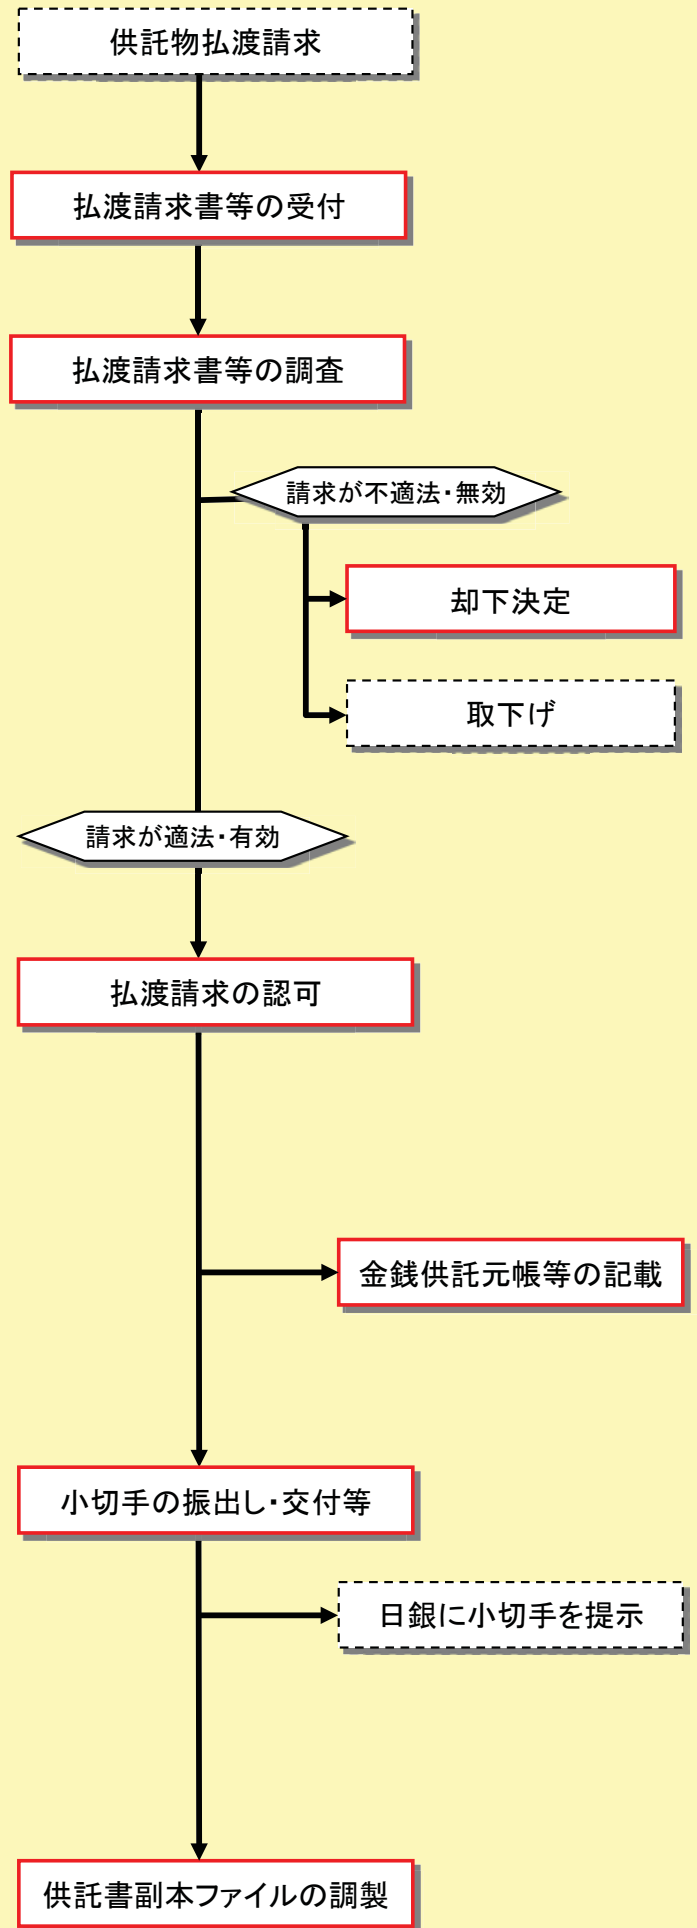 供託物払渡請求
払渡請求書等の受付
払渡請求書等の調査
請求が不適法・無効
却下決定
取下げ
請求が適法・有効
払渡請求の認可
金銭供託元帳等の記載
小切手の振出し・交付等
日銀に小切手を提示
供託書副本ファイルの調製